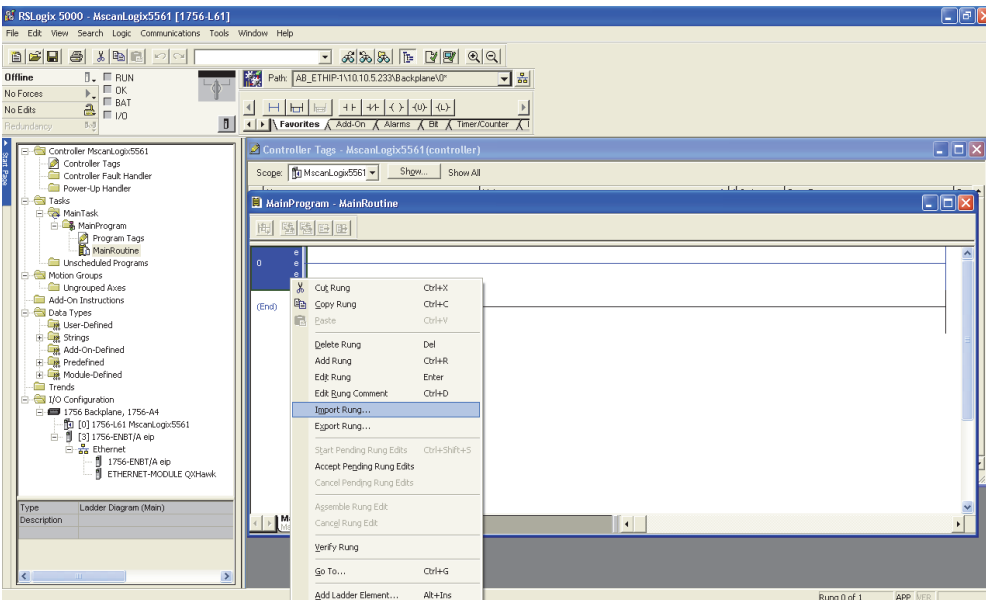 RSLogix 5000 - MscanLogix5561 [1756-L61]
File Edit View Search Logic Communications Tools Window Help
Offline
RUN
No Forces
OK
No Edits
BAT
Redundancy
I/O
Path: AB_ETHIP-1\10.10.5.233\Backplane\0*
Favorites Add-On Alarms Bit Timer/Counter
Start Page
Controller MscanLogix5561
Controller Tags
Controller Fault Handler
Power-Up Handler
Tasks
MainTask
MainProgram
Program Tags
MainRoutine
Unscheduled Programs
Motion Groups
Ungrouped Axes
Add-On Instructions
Data Types
User-Defined
Strings
Add-On-Defined
Predefined
Module-Defined
Trends
I/O Configuration
1756 Backplane, 1756-A4
[0] 1756-L61 MscanLogix5561
[3] 1756-ENBT/A eip
Ethernet
1756-ENBT/A eip
ETHERNET-MODULE QXHawk
Type Ladder Diagram (Main)
Description
Controller Tags - MscanLogix5561(controller)
Scope: MscanLogix5561 Show... Show All
MainProgram - MainRoutine
0
e
e
e
(End)
Cut Rung Ctrl+X
Copy Rung Ctrl+C
Paste Ctrl+V
Delete Rung Del
Add Rung Ctrl+R
Edit Rung Enter
Edit Rung Comment Ctrl+D
Import Rung...
Export Rung...
Start Pending Rung Edits Ctrl+Shift+S
Accept Pending Rung Edits
Cancel Pending Rung Edits
Assemble Rung Edit
Cancel Rung Edit
Verify Rung
Go To... Ctrl+G
Add Ladder Element... Alt+Ins
Rung 0 of 1 APP VER